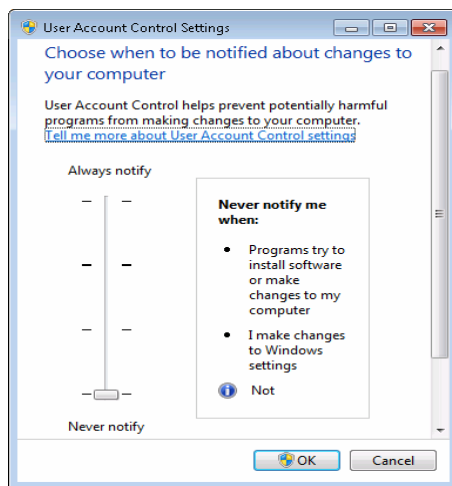 User Account Control Settings
Choose when to be notified about changes to
your computer
User Account Control helps prevent potentially harmful
programs from making changes to your computer.
Tell me more about User Account Control settings
Always notify
Never notify me
when:
• Programs try to
install software
or make
changes to my
computer
• I make changes
to Windows
settings
Not
Never notify
OK
Cancel